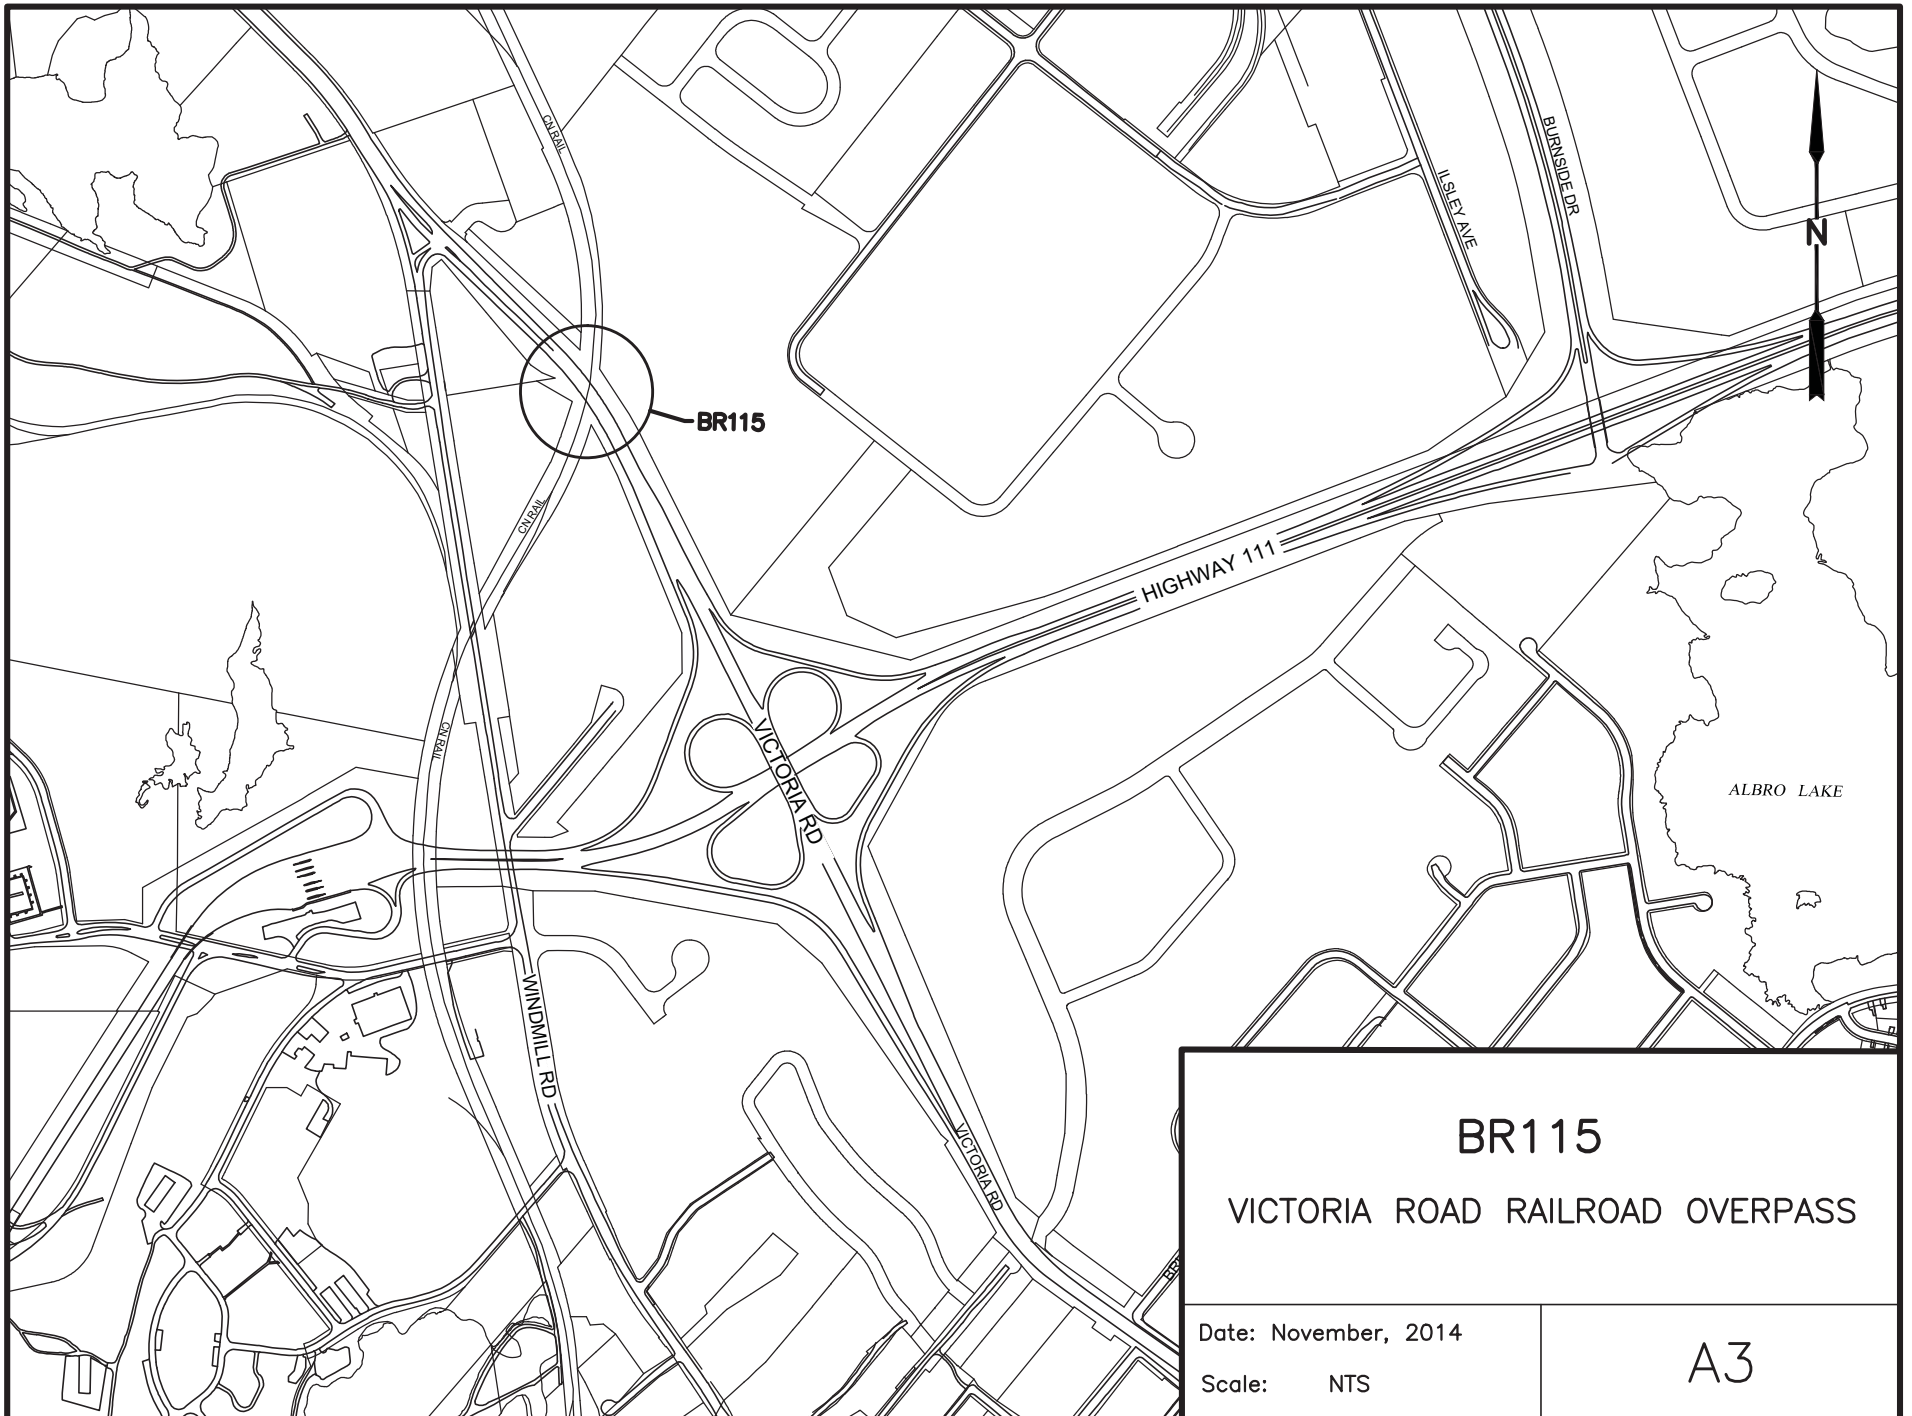 CN RAIL
BURNSIDE DR
ILSLEY AVE
N
BR115
CN RAIL
HIGHWAY 111
CN RAIL
VICTORIA RD
ALBRO LAKE
WINDMILL RD
VICTORIA RD
BR115
VICTORIA ROAD RAILROAD OVERPASS
Date: November, 2014
Scale: NTS
A3